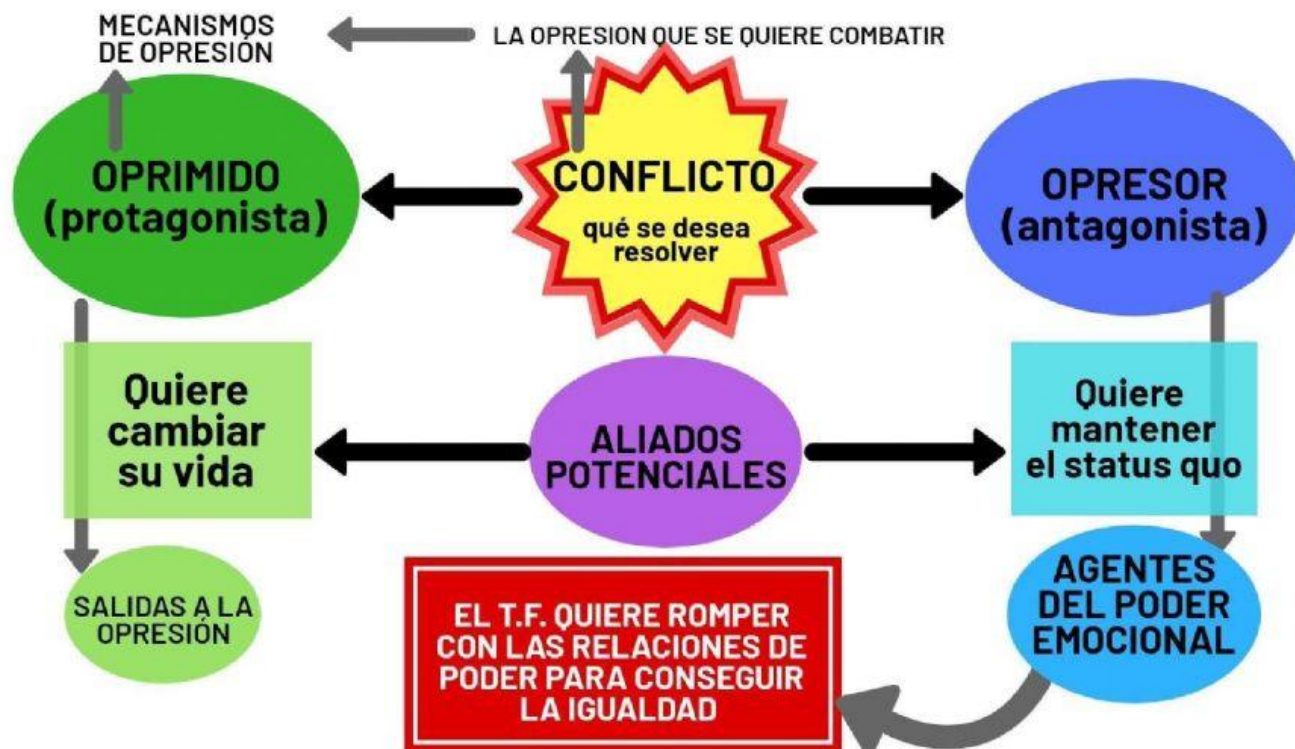 MECANISMOS
DE OPRESIÓN
LA OPRESION QUE SE QUIERE COMBATIR
OPRIMIDO
(protagonista)
CONFLICTO
qué se desea
resolver
OPRESOR
(antagonista)
Quiere
cambiar
su vida
ALIADOS
POTENCIALES
Quiere
mantener
el status quo
SALIDAS A LA
OPRESIÓN
EL T.F. QUIERE ROMPER
CON LAS RELACIONES DE
PODER PARA CONSEGUIR
LA IGUALDAD
AGENTES
DEL PODER
EMOCIONAL